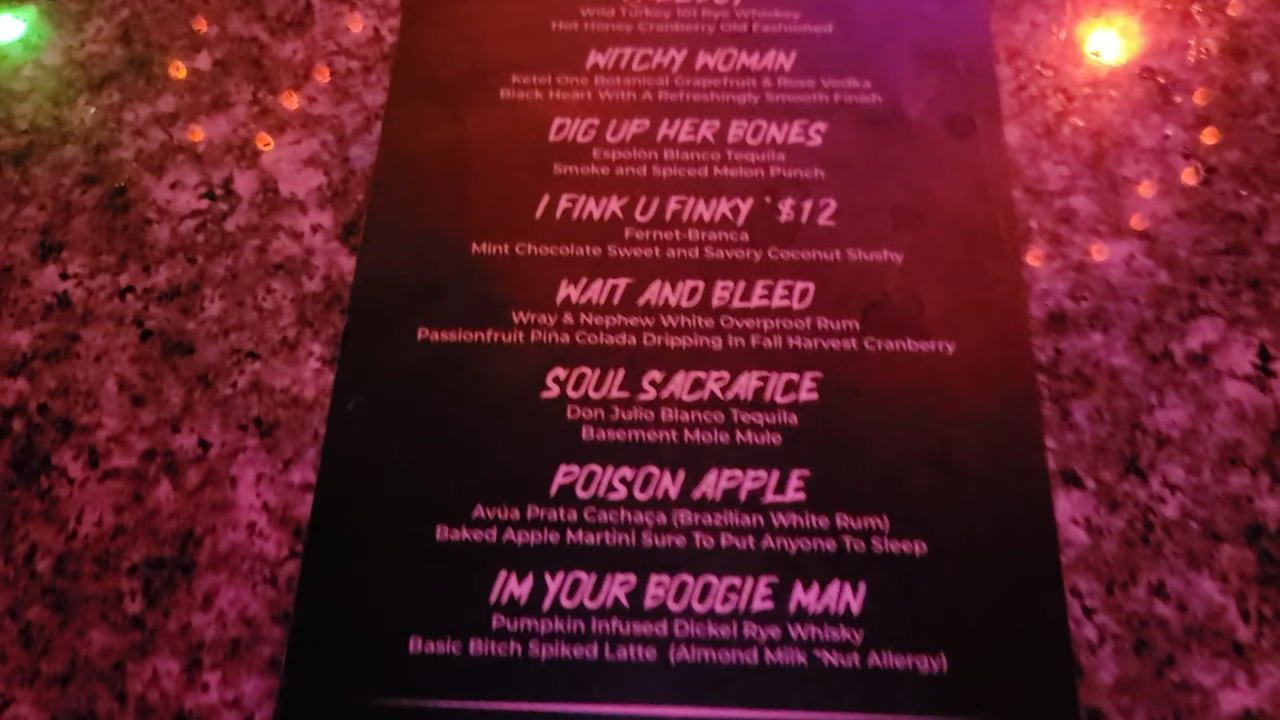 Wild Turkey 101 Rye Whiskey
Hot Honey Cranberry Old Fashioned
WITCHY WOMAN
Ketel One Botanical Grapefruit & Rose Vodka
Black Heart With A Refreshingly Smooth Finish
DIG UP HER BONES
Espolon Blanco Tequila
Smoke and Spiced Melon Punch
I FINK U FINKY *$12
Fernet-Branca
Mint Chocolate Sweet and Savory Coconut Slushy
WAIT AND BLEED
Wray & Nephew White Overproof Rum
Passionfruit Pina Colada Dripping In Fall Harvest Cranberry
SOUL SACRAFICE
Don Julio Blanco Tequila
Basement Mole Mule
POISON APPLE
Avúa Prata Cachaça (Brazilian White Rum)
Baked Apple Martini Sure To Put Anyone To Sleep
IM YOUR BOOGIE MAN
Pumpkin Infused Dickel Rye Whisky
Basic Bitch Spiked Latte (Almond Milk *Nut Allergy)